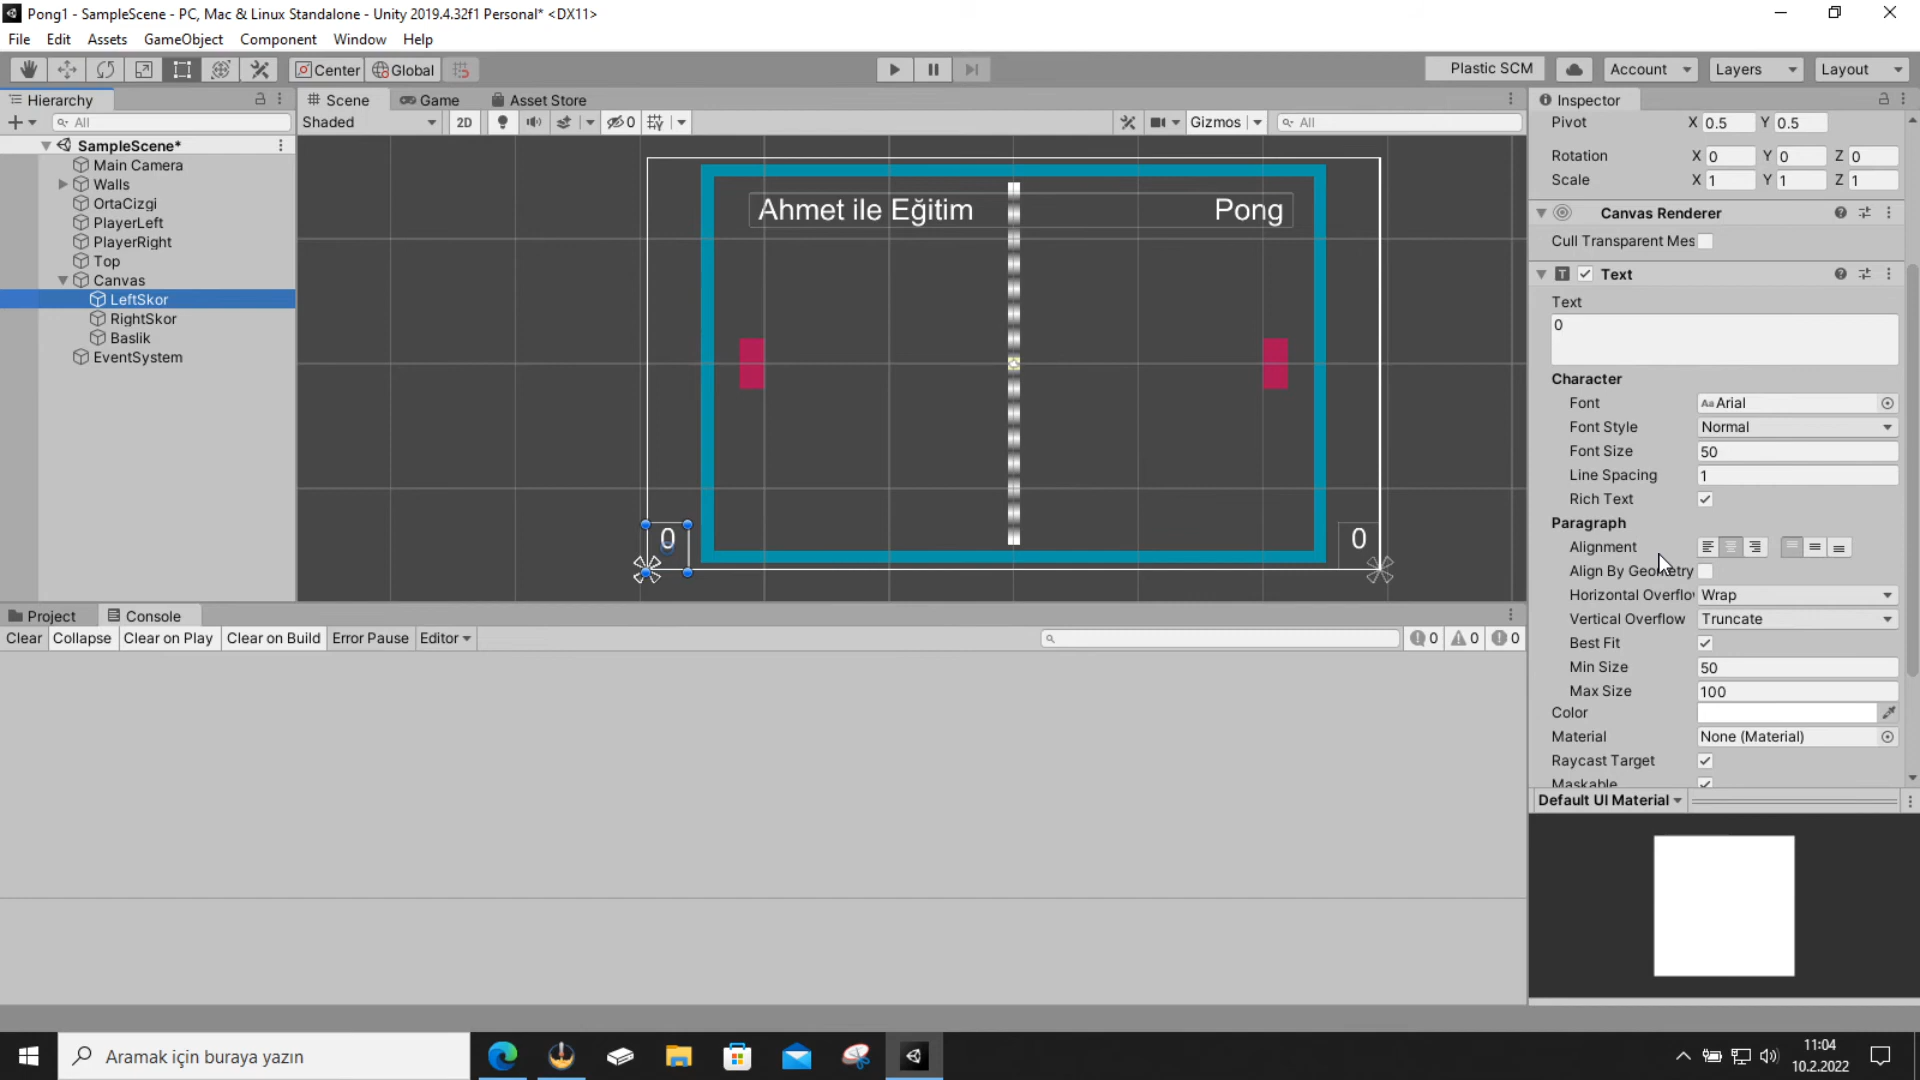 Pong1 - SampleScene - PC, Mac & Linux Standalone - Unity 2019.4.32f1 Personal* <DX11>
File Edit Assets GameObject Component Window Help
Center Global Plastic SCM Account Layers Layout
Hierarchy
All
SampleScene*
Main Camera
Walls
OrtaCizgi
PlayerLeft
PlayerRight
Top
Canvas
LeftSkor
RightSkor
Baslik
EventSystem
Scene Game Asset Store
Shaded 2D 0 Gizmos All
Ahmet ile Eğitim Pong
0 0
Inspector
Pivot X 0.5 Y 0.5
Rotation X 0 Y 0 Z 0
Scale X 1 Y 1 Z 1
Canvas Renderer
Cull Transparent Mes
Text
Text
0
Character
Font Arial
Font Style Normal
Font Size 50
Line Spacing 1
Rich Text
Paragraph
Alignment
Align By Geometry
Horizontal Overflo Wrap
Vertical Overflow Truncate
Best Fit
Min Size 50
Max Size 100
Color
Material None (Material)
Raycast Target
Maskable
Default UI Material
Project Console
Clear Collapse Clear on Play Clear on Build Error Pause Editor 0 0 0
Aramak için buraya yazın
11:04
10.2.2022